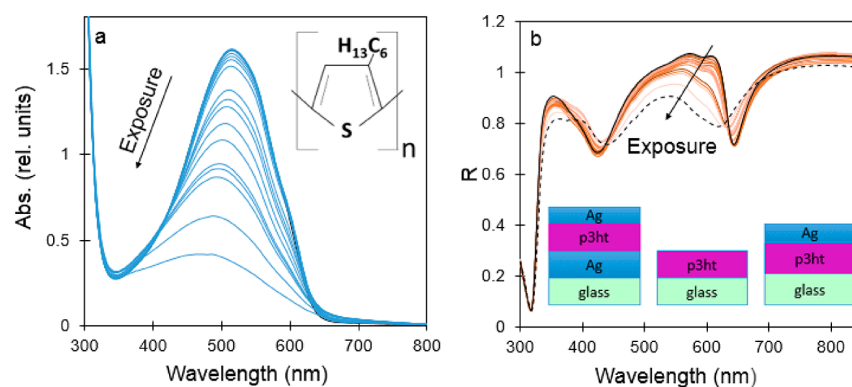 a
H13C6
S
n
Exposure
Abs. (rel. units)
1.5
1
0.5
0
300 400 500 600 700 800
Wavelength (nm)
b
Exposure
R
1.2
1
0.8
0.6
0.4
0.2
0
Ag
p3ht
Ag
glass
p3ht
glass
Ag
p3ht
glass
300 400 500 600 700 800
Wavelength (nm)